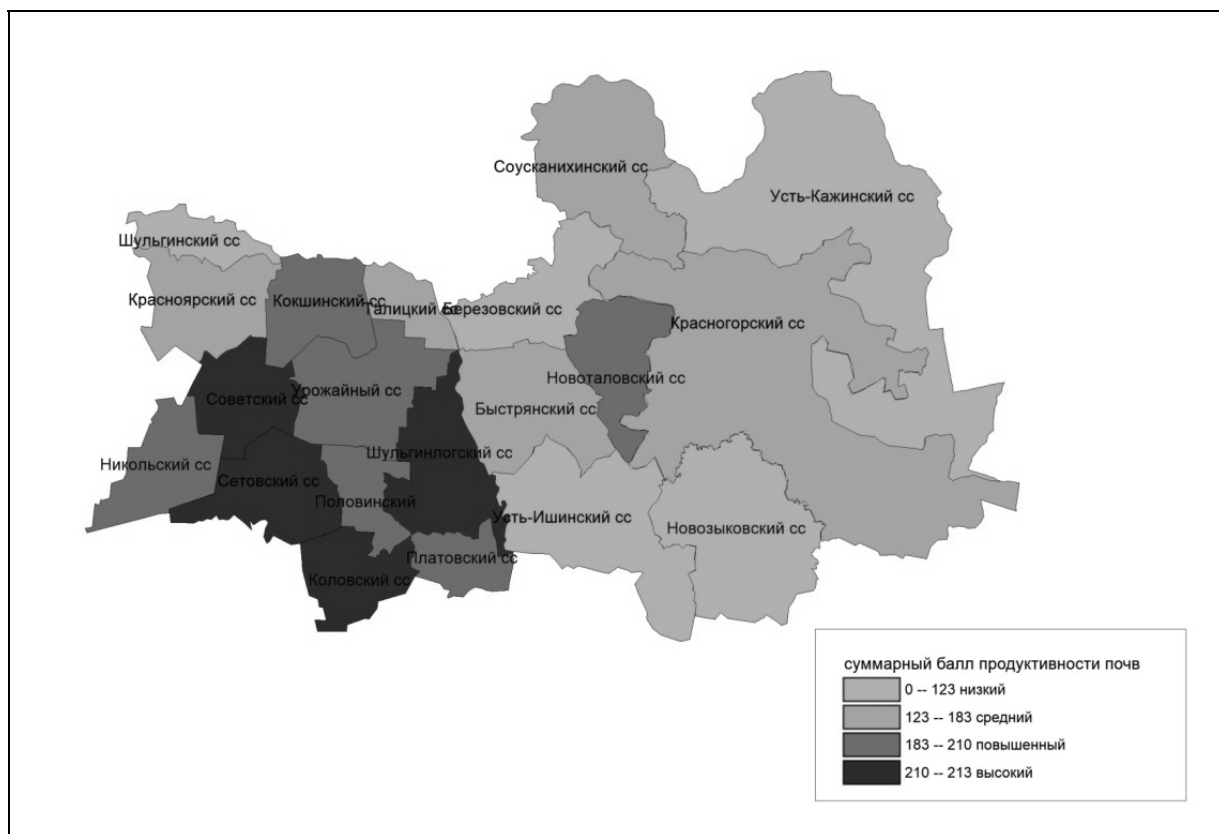 Соусканихинский сс
Усть-Кажинский сс
Шульгинский сс
Красноярский сс
Кокшинский сс
Талицкий сс
Березовский сс
Красногорский сс
Новоталовский сс
Урожайный сс
Советский сс
Быстрянский сс
Шульгинлогский сс
Никольский сс
Сетовский сс
Половинский
Усть-Ишинский сс
Новозыковский сс
Платовский сс
Коловский сс
суммарный балл продуктивности почв
0 -- 123 низкий
123 -- 183 средний
183 -- 210 повышенный
210 -- 213 высокий